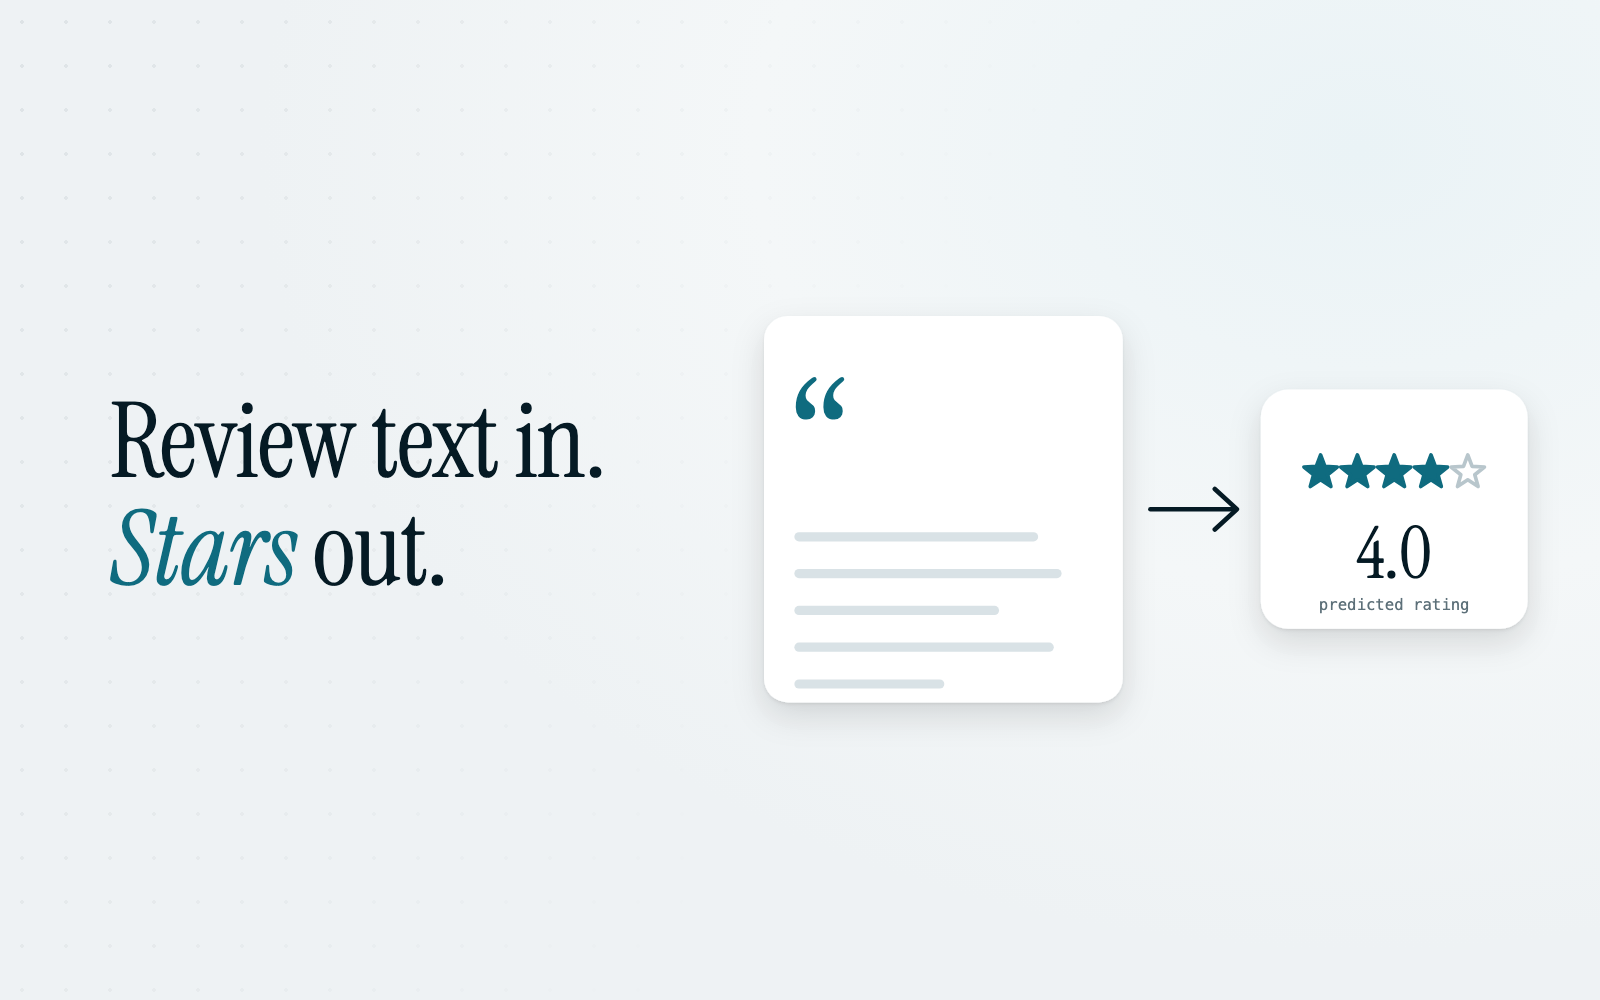 Review text in.
Stars out.
“
4.0
predicted rating